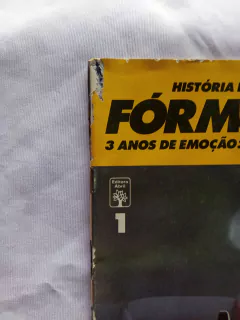 HISTÓRIA
FÓRM
3 ANOS DE EMOÇÃO:
Editora
Abril
1